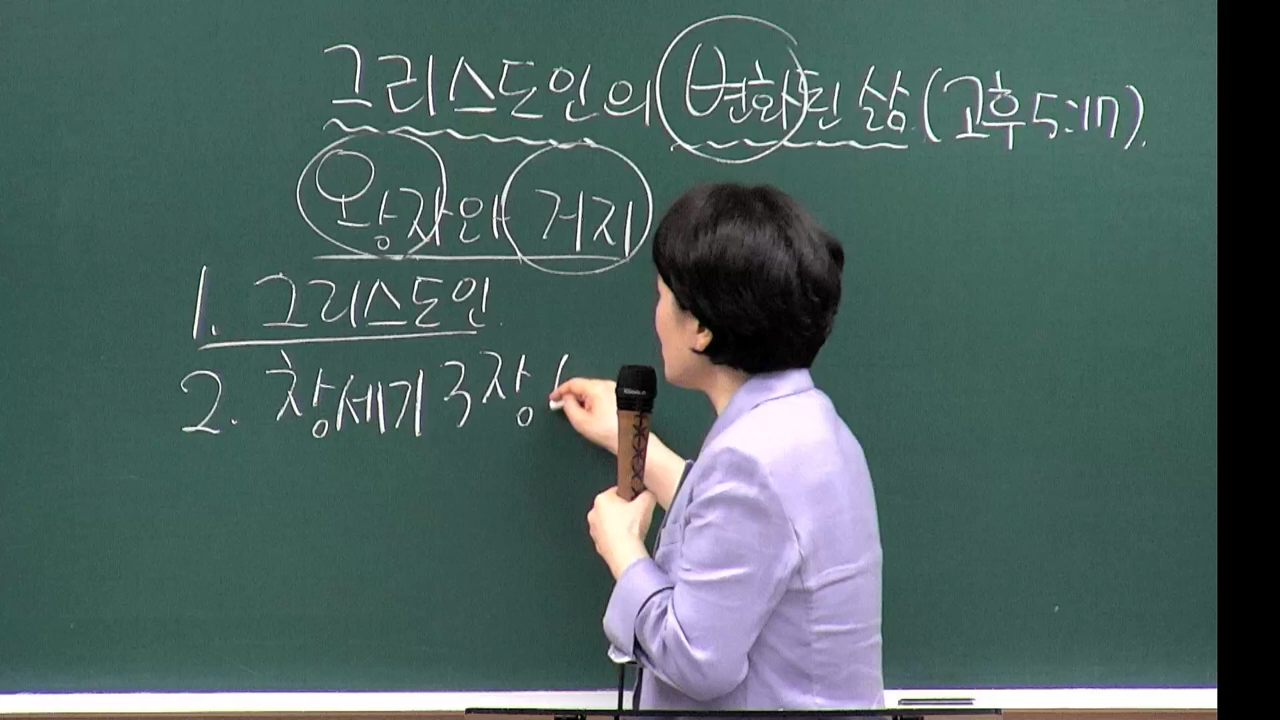 그리스도인의 변화된 삶 (고후 5:17).
왕자와 거지
1. 그리스도인
2. 창세기 3장 (